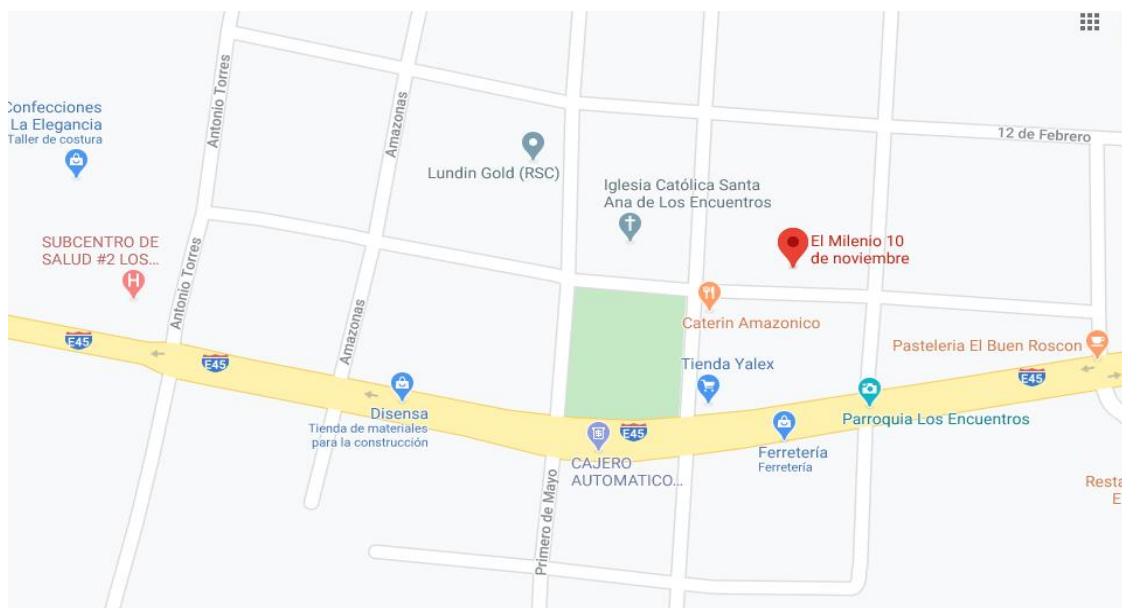 Confecciones
La Elegancia
Taller de costura
SUBCENTRO DE
SALUD #2 LOS...
Antonio Torres
Antonio Torres
Amazonas
Amazonas
Lundin Gold (RSC)
Iglesia Católica Santa
Ana de Los Encuentros
12 de Febrero
El Milenio 10
de noviembre
Caterin Amazonico
Tienda Yalex
Pasteleria El Buen Roscon
Parroquia Los Encuentros
E45
E45
E45
E45
Disensa
Tienda de materiales
para la construcción
CAJERO
AUTOMATICO...
Ferretería
Ferretería
Primero de Mayo
Resta
E